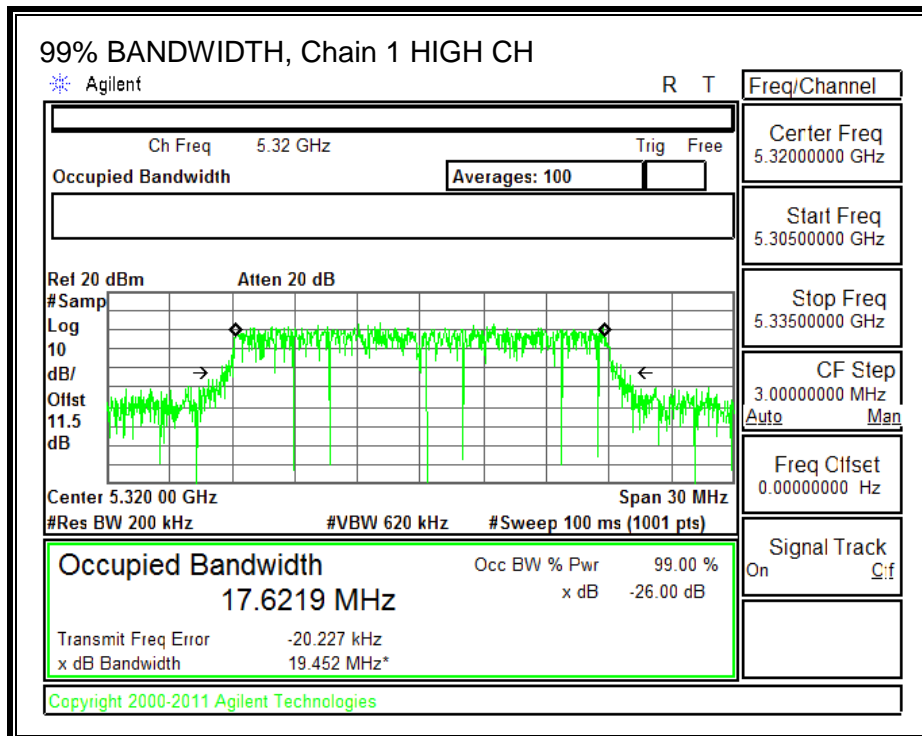 99% BANDWIDTH, Chain 1 HIGH CH
Agilent R T
Ch Freq 5.32 GHz Trig Free
Occupied Bandwidth Averages: 100
Ref 20 dBm Atten 20 dB
#Samp
Log
10
dB/
Offst
11.5
dB
Center 5.320 00 GHz Span 30 MHz
#Res BW 200 kHz #VBW 620 kHz #Sweep 100 ms (1001 pts)
Occupied Bandwidth Occ BW % Pwr 99.00 %
17.6219 MHz x dB -26.00 dB
Transmit Freq Error -20.227 kHz
x dB Bandwidth 19.452 MHz*
Copyright 2000-2011 Agilent Technologies
Freq/Channel
Center Freq
5.32000000 GHz
Start Freq
5.30500000 GHz
Stop Freq
5.33500000 GHz
CF Step
3.00000000 MHz
Auto Man
Freq Offset
0.00000000 Hz
Signal Track
On Off